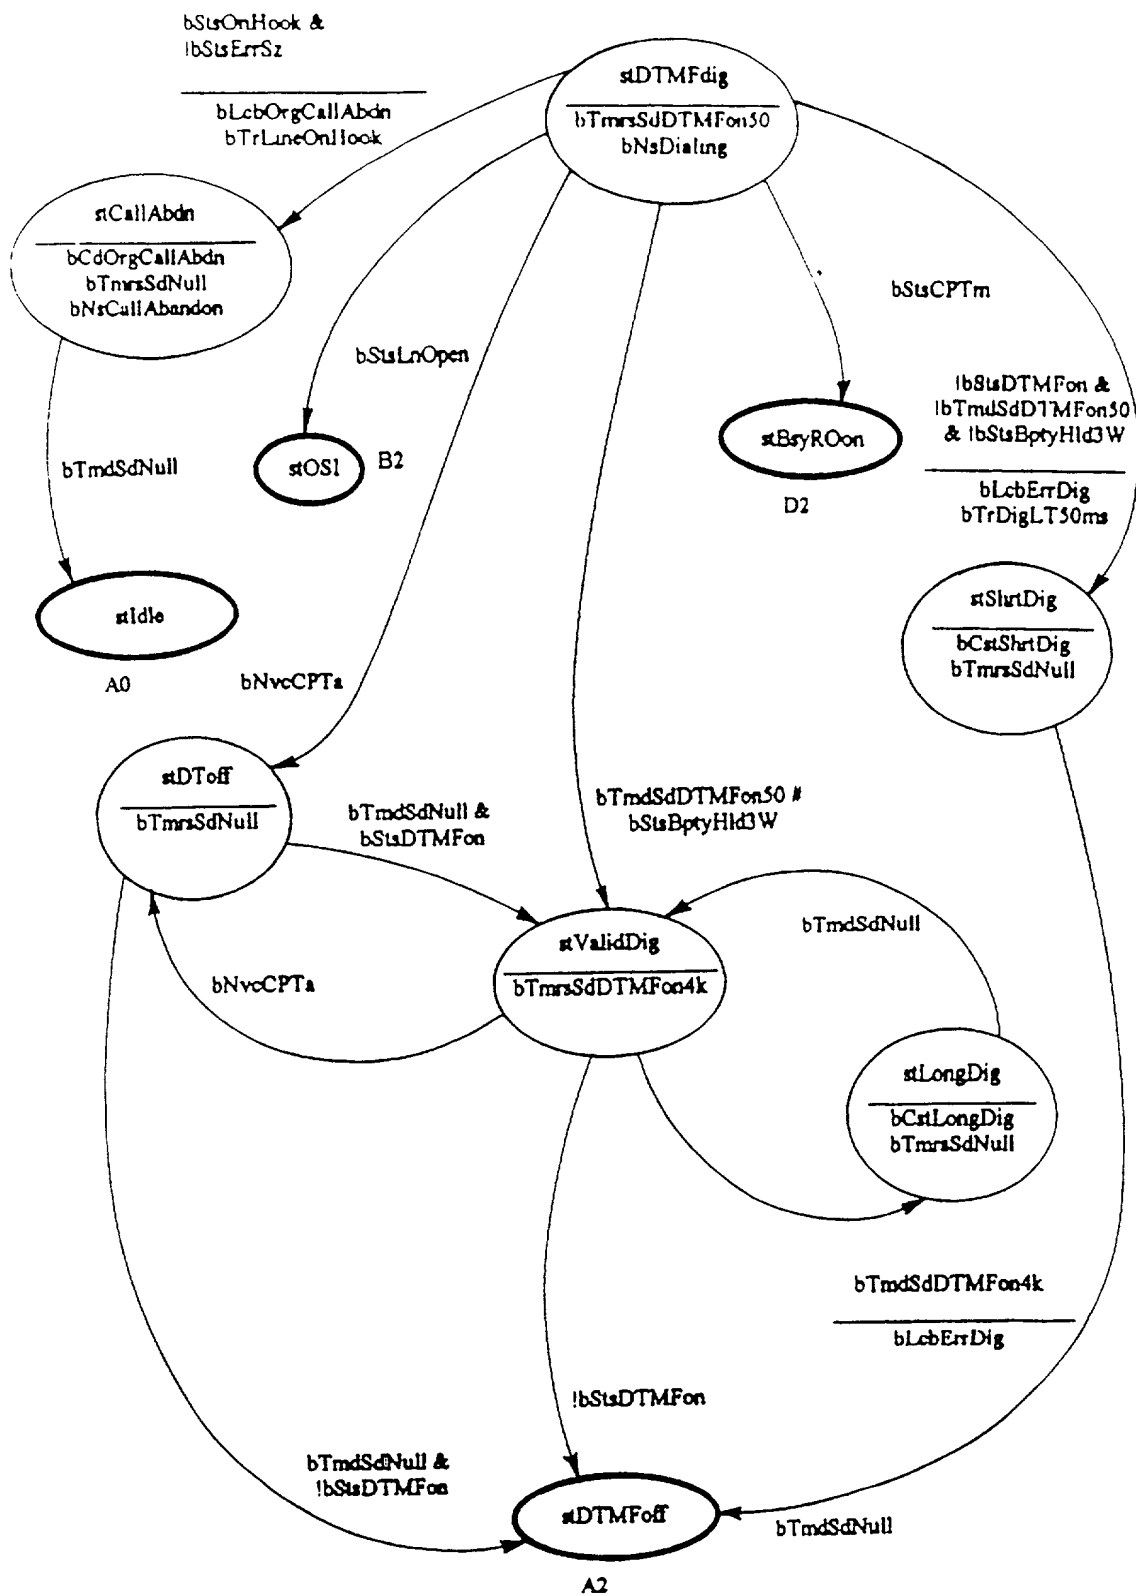 bStsOnHook &
!bStsErrSz
bLcbOrgCallAbdn
bTrLineOnHook
stDTMFdig
bTmrsSdDTMFon50
bNsDialing
stCallAbdn
bCdOrgCallAbdn
bTmrsSdNull
bNsCallAbandon
bStsCPTm
bStsLnOpen
!bStsDTMFon &
!bTmdSdDTMFon50
& !bStsBptyHld3W
bLcbErrDig
bTrDigLT50ms
bTmdSdNull
stOS1
B2
stBsyROon
D2
stIdle
A0
stShrtDig
bCstShrtDig
bTmrsSdNull
bNvcCPTa
stDToff
bTmrsSdNull
bTmdSdNull &
bStsDTMFon
bTmdSdDTMFon50 #
bStsBptyHld3W
stValidDig
bTmrsSdDTMFon4k
bTmdSdNull
bNvcCPTa
stLongDig
bCstLongDig
bTmrsSdNull
bTmdSdDTMFon4k
bLcbErrDig
!bStsDTMFon
bTmdSdNull &
!bStsDTMFon
stDTMFoff
bTmdSdNull
A2